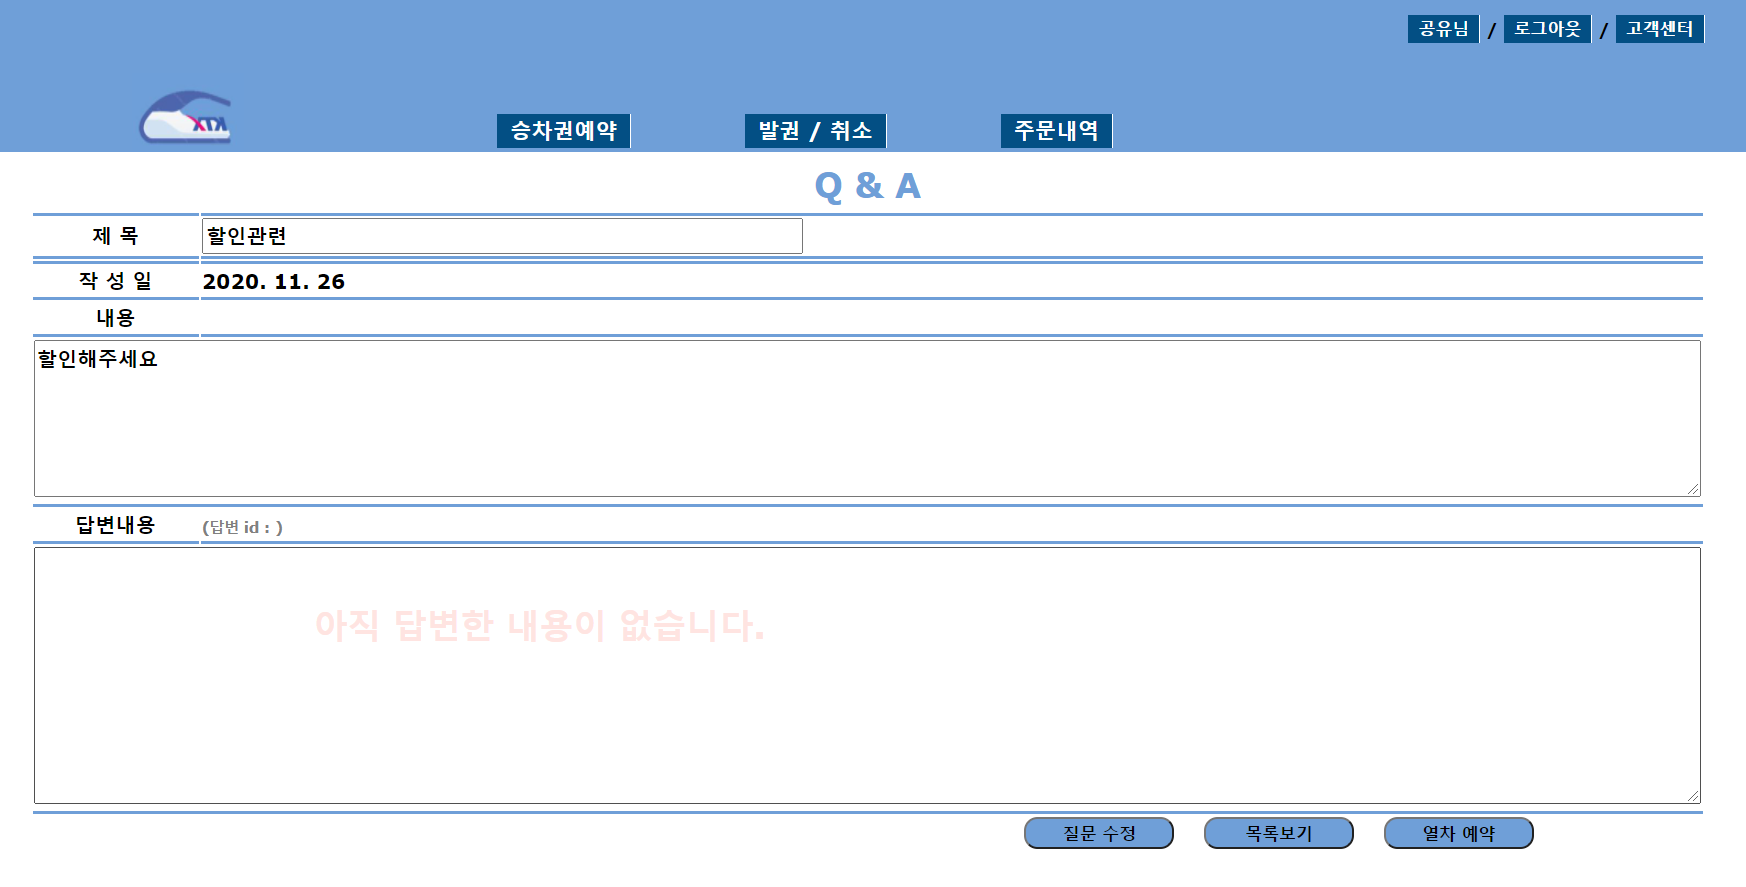 공유님 / 로그아웃 / 고객센터
KTX
승차권예약 발권 / 취소 주문내역
Q & A
제 목 할인관련
작 성 일 2020. 11. 26
내용
할인해주세요
답변내용 (답변 id : )
아직 답변한 내용이 없습니다.
질문 수정 목록보기 열차 예약